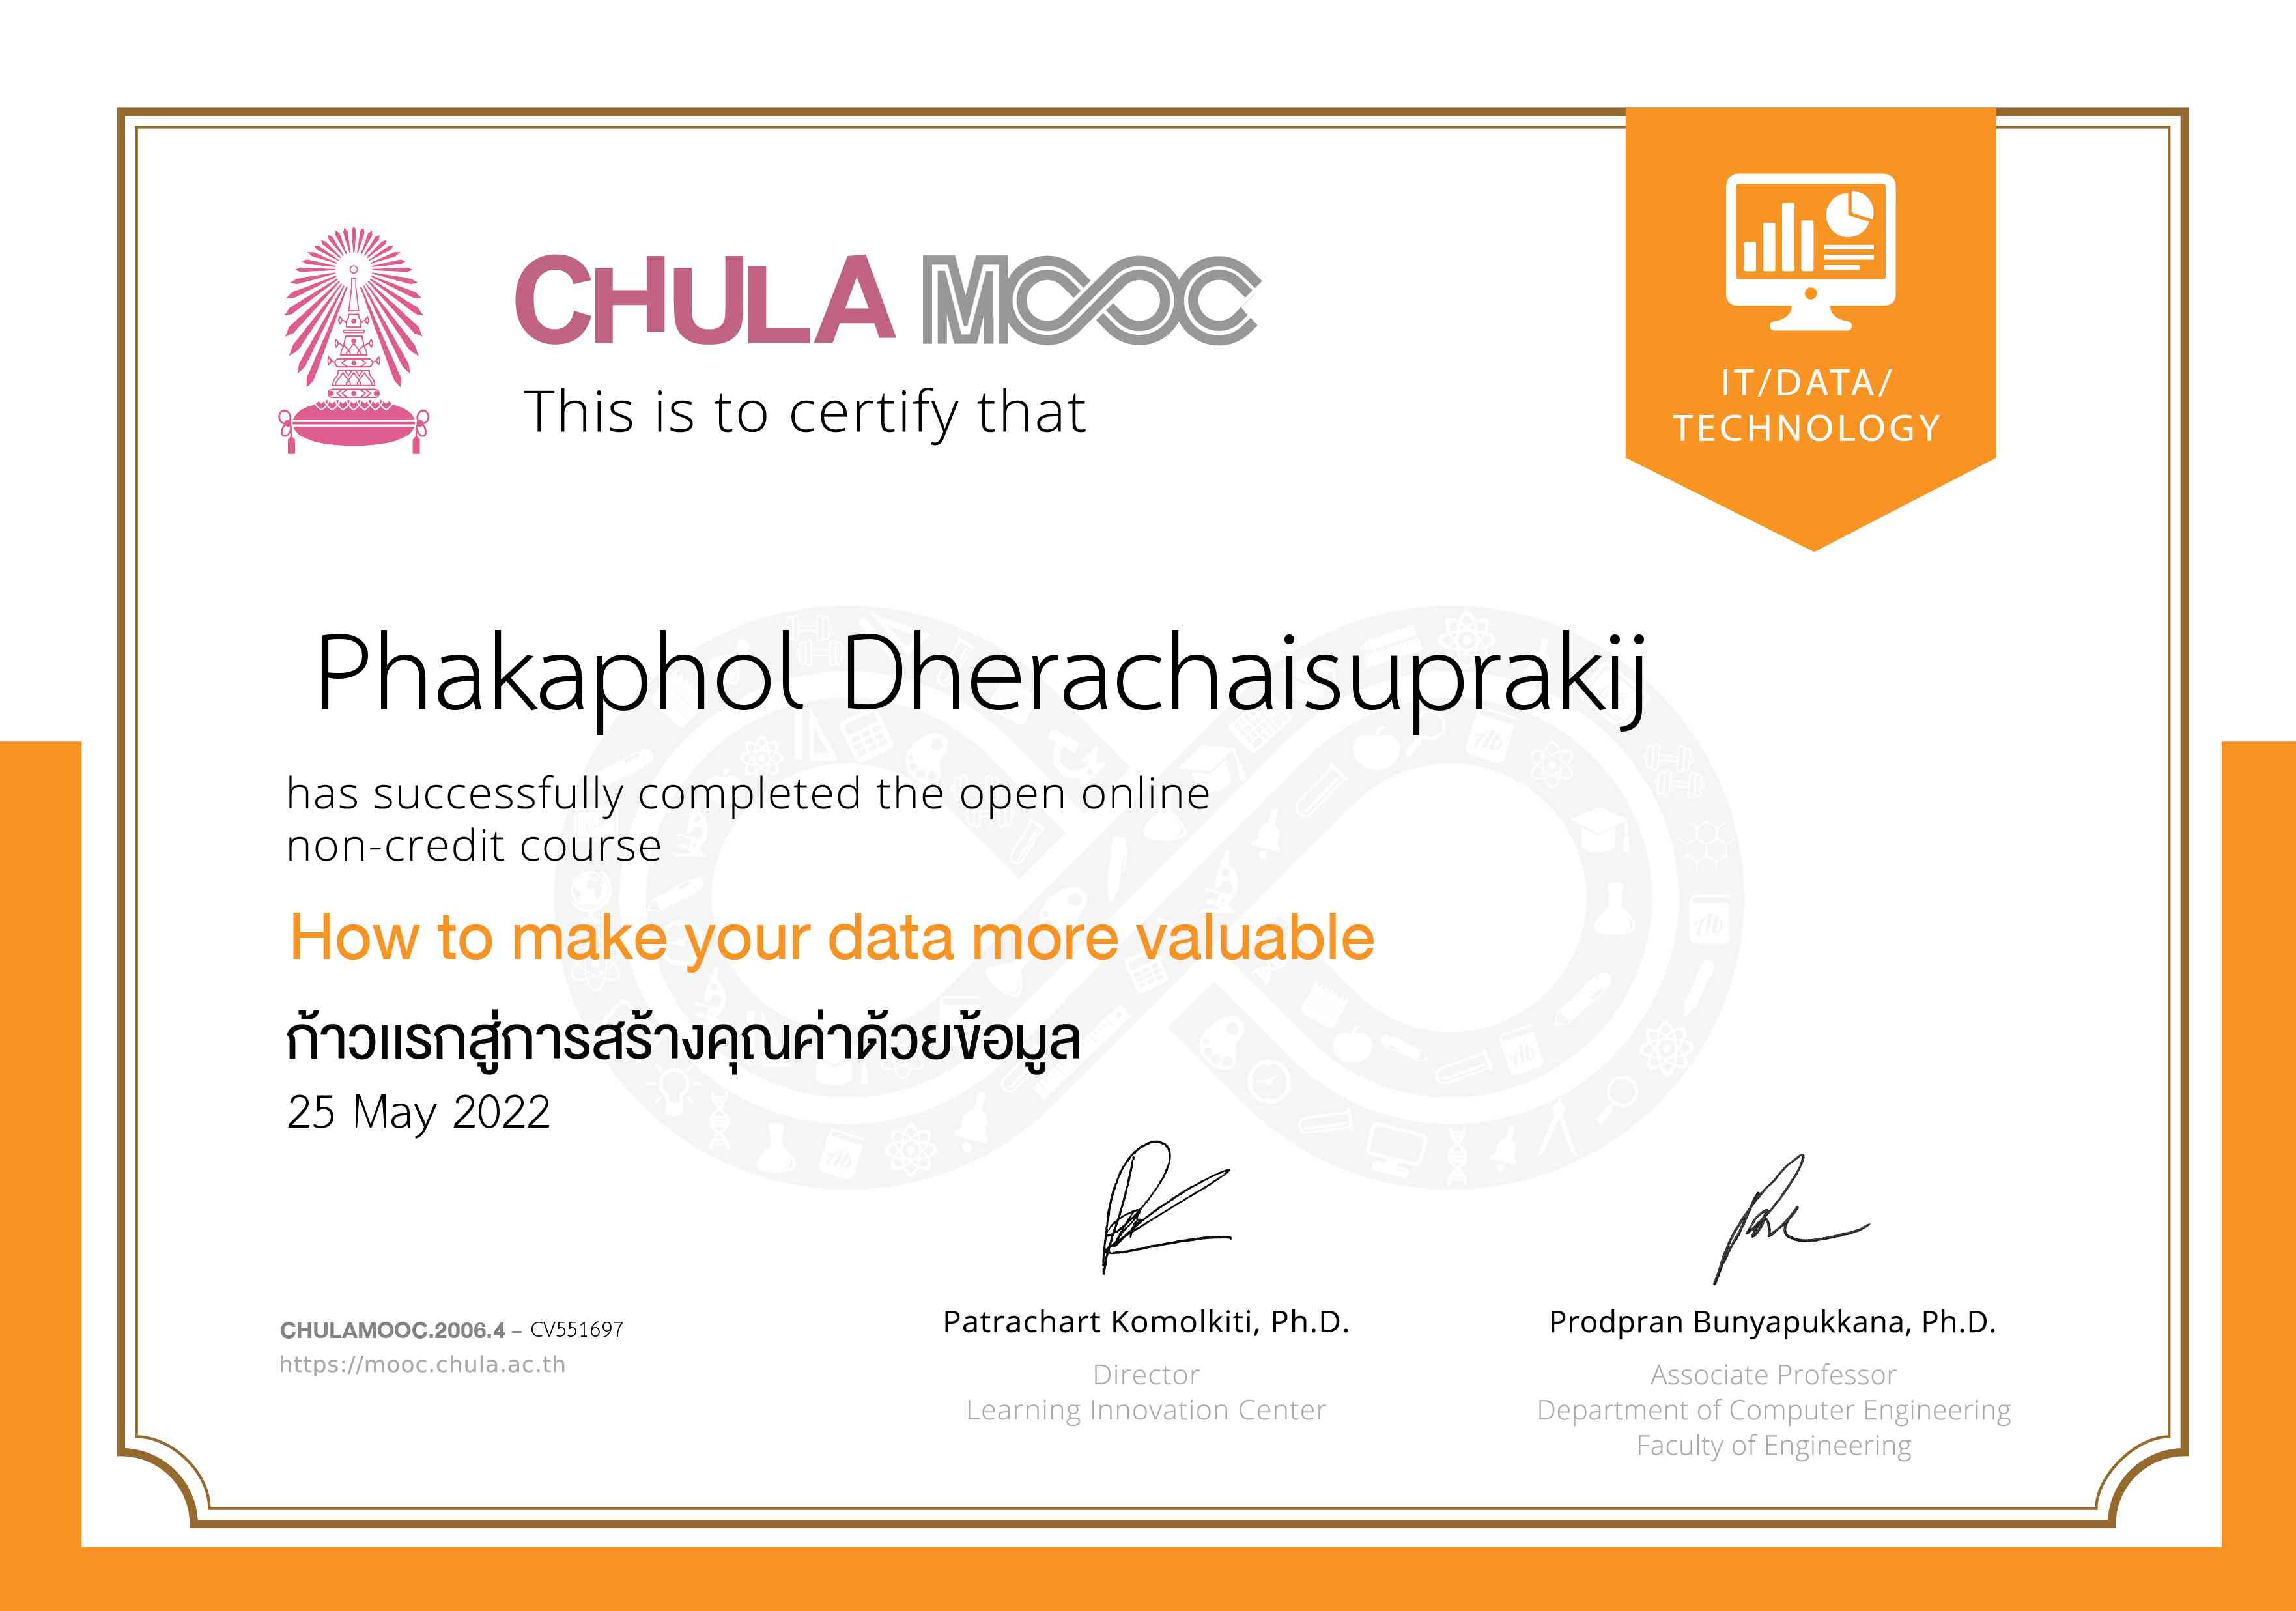 CHULA MOOC
This is to certify that
IT/DATA/
TECHNOLOGY
Phakaphol Dherachaisuprakij
has successfully completed the open online
non-credit course
How to make your data more valuable
ก้าวแรกสู่การสร้างคุณค่าด้วยข้อมูล
25 May 2022
CHULAMOOC.2006.4 – CV551697
https://mooc.chula.ac.th
Patrachart Komolkiti, Ph.D.
Director
Learning Innovation Center
Prodpran Bunyapukkana, Ph.D.
Associate Professor
Department of Computer Engineering
Faculty of Engineering